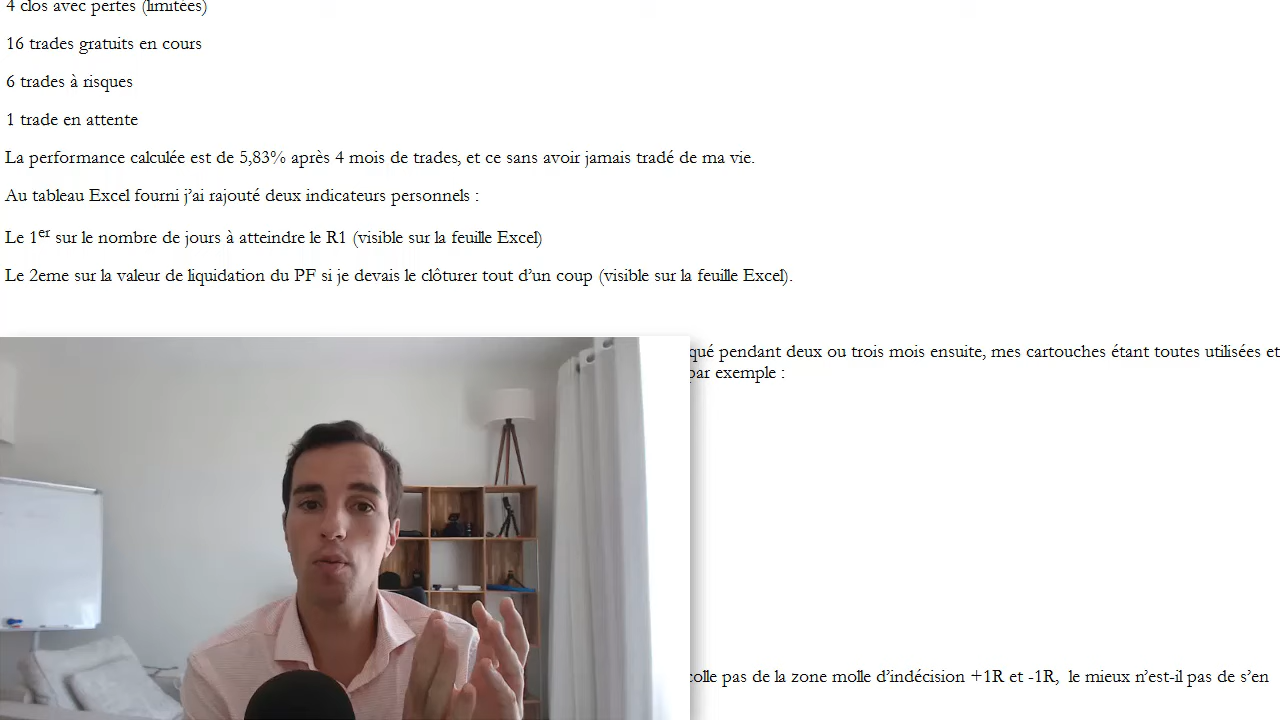 4 clos avec pertes (limitées)
16 trades gratuits en cours
6 trades à risques
1 trade en attente
La performance calculée est de 5,83% après 4 mois de trades, et ce sans avoir jamais tradé de ma vie.
Au tableau Excel fourni j’ai rajouté deux indicateurs personnels :
Le 1er sur le nombre de jours à atteindre le R1 (visible sur la feuille Excel)
Le 2eme sur la valeur de liquidation du PF si je devais le clôturer tout d’un coup (visible sur la feuille Excel).
pendant deux ou trois mois ensuite, mes cartouches étant toutes utilisées et
par exemple :
pas de la zone molle d’indécision +1R et -1R, le mieux n’est-il pas de s’en